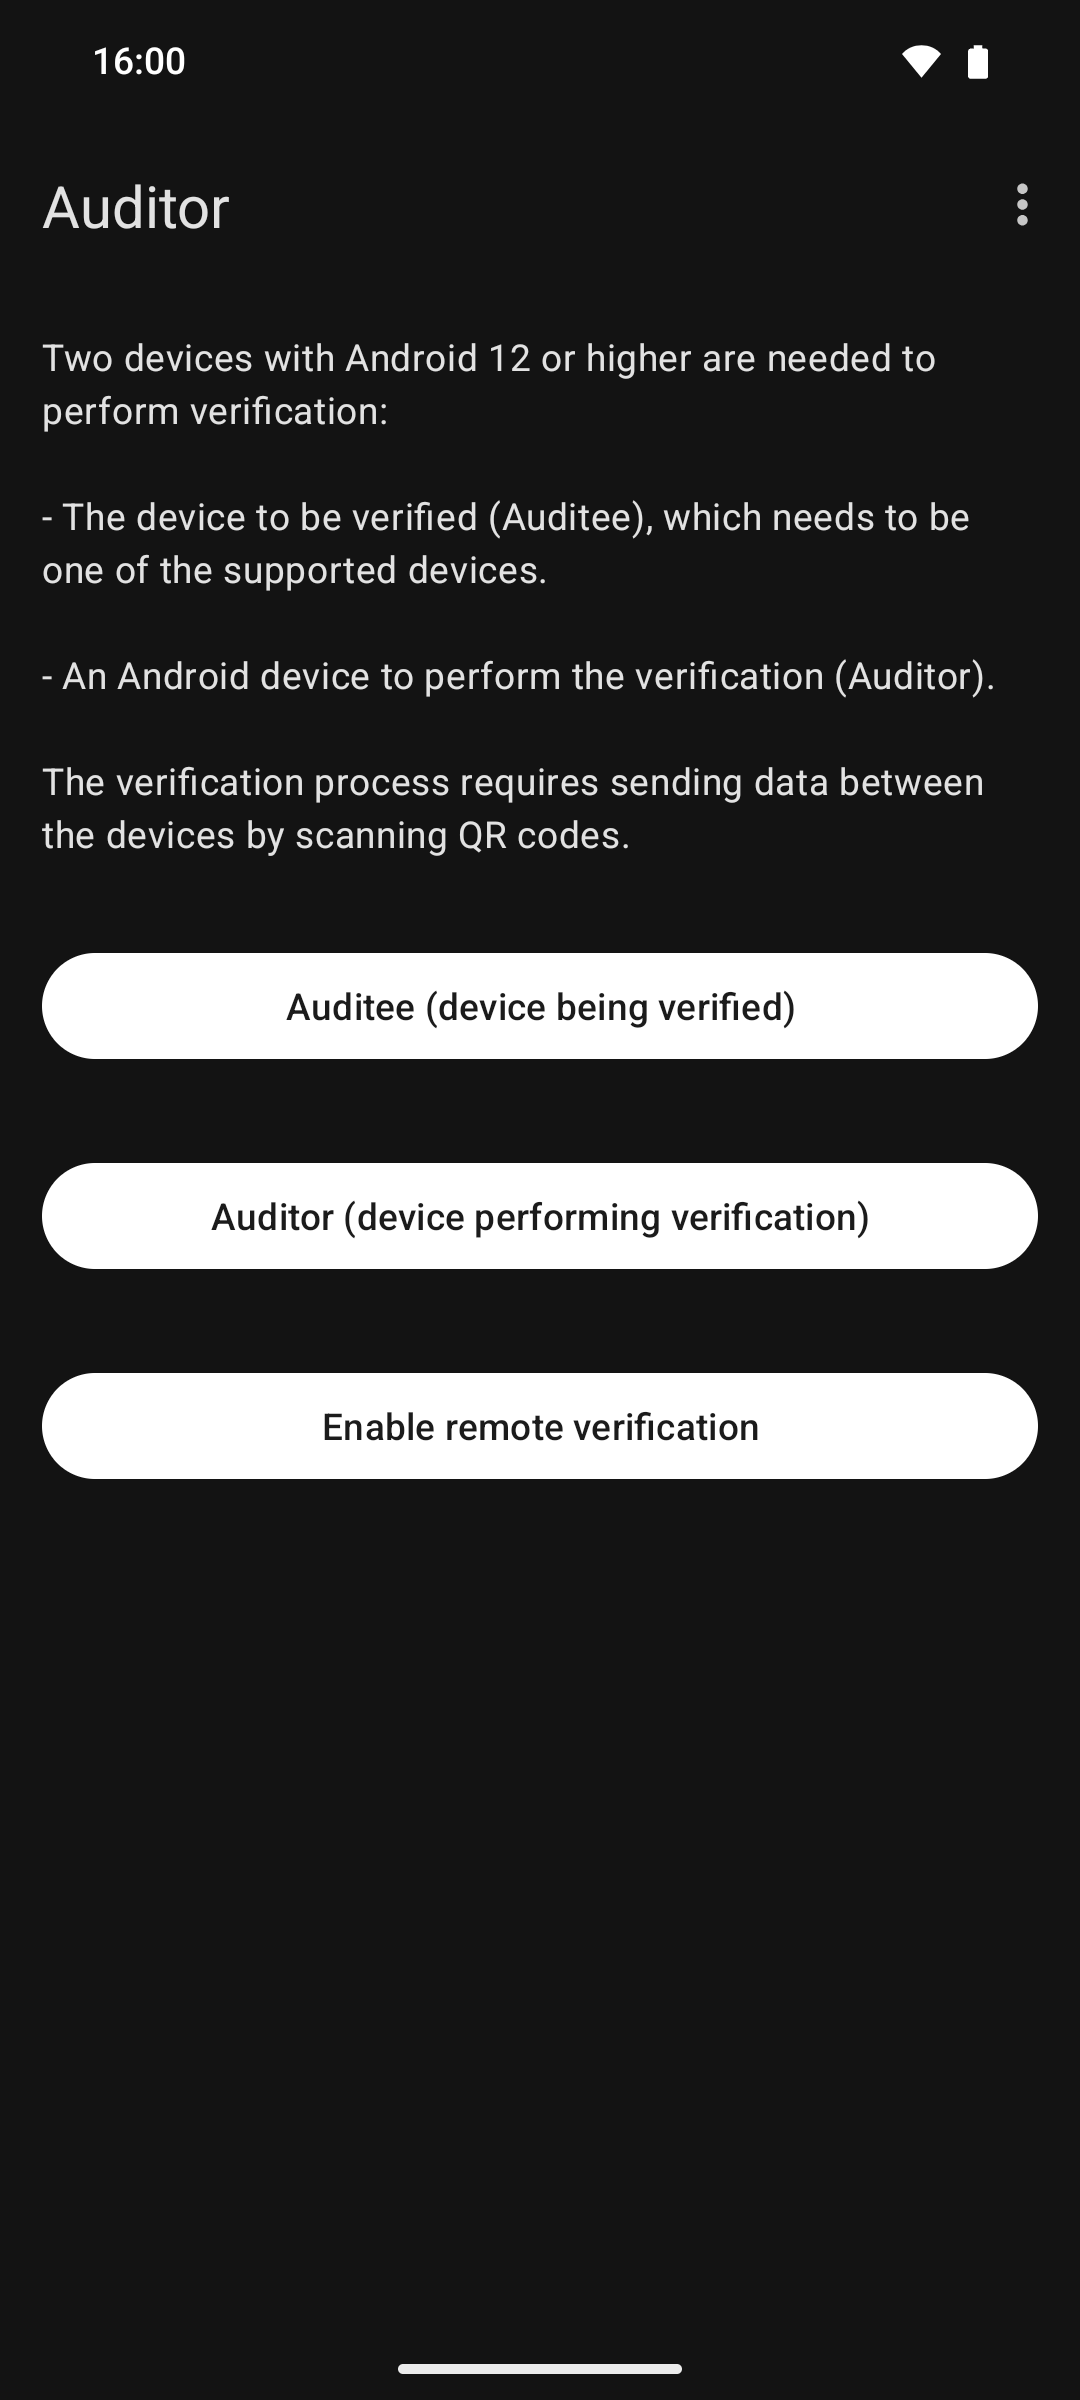 16:00
Auditor
Two devices with Android 12 or higher are needed to
perform verification:
- The device to be verified (Auditee), which needs to be
one of the supported devices.
- An Android device to perform the verification (Auditor).
The verification process requires sending data between
the devices by scanning QR codes.
Auditee (device being verified)
Auditor (device performing verification)
Enable remote verification